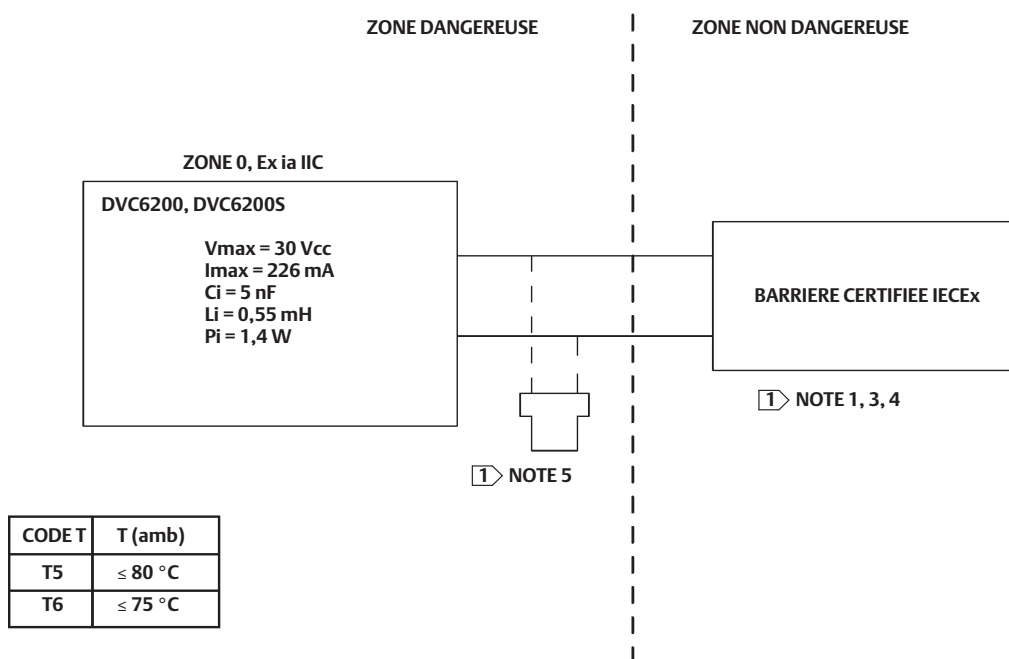 ZONE DANGEREUSE
ZONE NON DANGEREUSE
ZONE 0, Ex ia IIC
DVC6200, DVC6200S
Vmax = 30 Vcc
Imax = 226 mA
Ci = 5 nF
Li = 0,55 mH
Pi = 1,4 W
BARRIERE CERTIFIEE IECEx
1 NOTE 1, 3, 4
1 NOTE 5
CODE T T (amb)
T5 ≤ 80 °C
T6 ≤ 75 °C